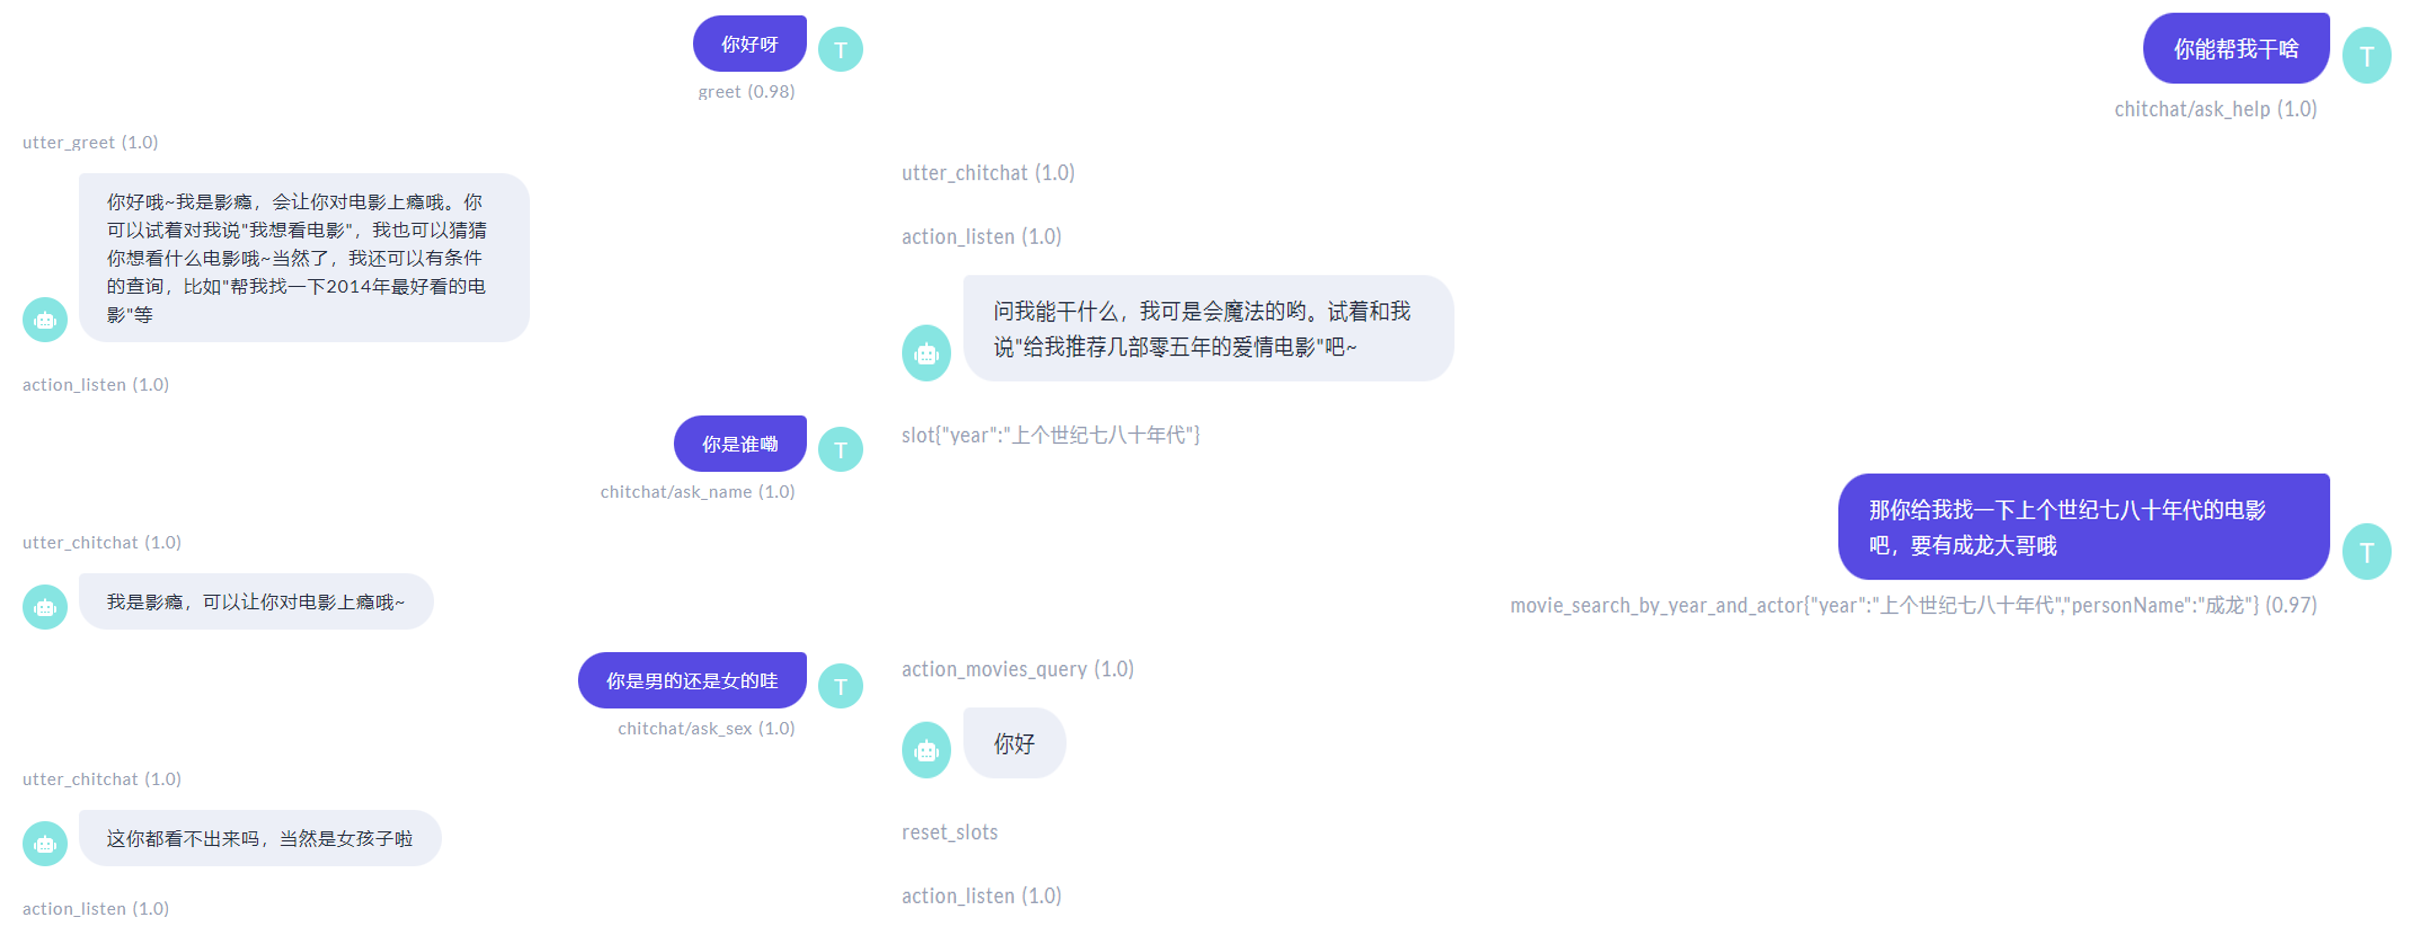 你好呀
T
greet (0.98)
utter_greet (1.0)
你好哦~我是影瘾，会让你对电影上瘾哦。你
可以试着对我说"我想看电影"，我也可以猜猜
你想看什么电影哦~当然了，我还可以有条件
的查询，比如"帮我找一下2014年最好看的电
影"等
action_listen (1.0)
你是谁嘞
T
chitchat/ask_name (1.0)
utter_chitchat (1.0)
我是影瘾，可以让你对电影上瘾哦~
你是男的还是女的哇
T
chitchat/ask_sex (1.0)
utter_chitchat (1.0)
这你都看不出来吗，当然是女孩子啦
action_listen (1.0)
你能帮我干啥
T
chitchat/ask_help (1.0)
utter_chitchat (1.0)
action_listen (1.0)
问我能干什么，我可是会魔法的哟。试着和我
说"给我推荐几部零五年的爱情电影"吧~
slot{"year":"上个世纪七八十年代"}
那你给我找一下上个世纪七八十年代的电影
吧，要有成龙大哥哦
T
movie_search_by_year_and_actor{"year":"上个世纪七八十年代","personName":"成龙"} (0.97)
action_movies_query (1.0)
你好
reset_slots
action_listen (1.0)